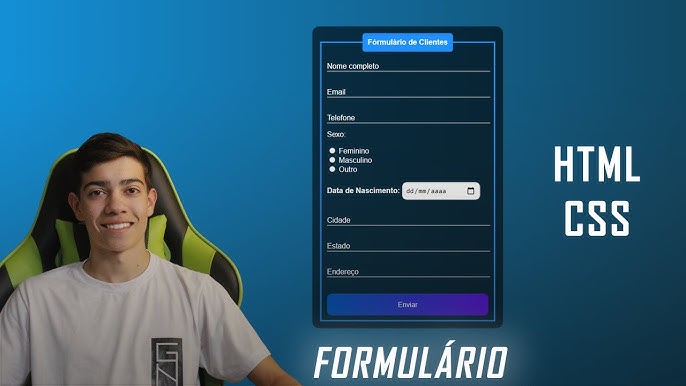 Fórmulário de Clientes
Nome completo
Email
Telefone
Sexo:
Feminino
Masculino
Outro
Data de Nascimento: dd/mm/aaaa
Cidade
Estado
Endereço
Enviar
HTML
CSS
FORMULÁRIO